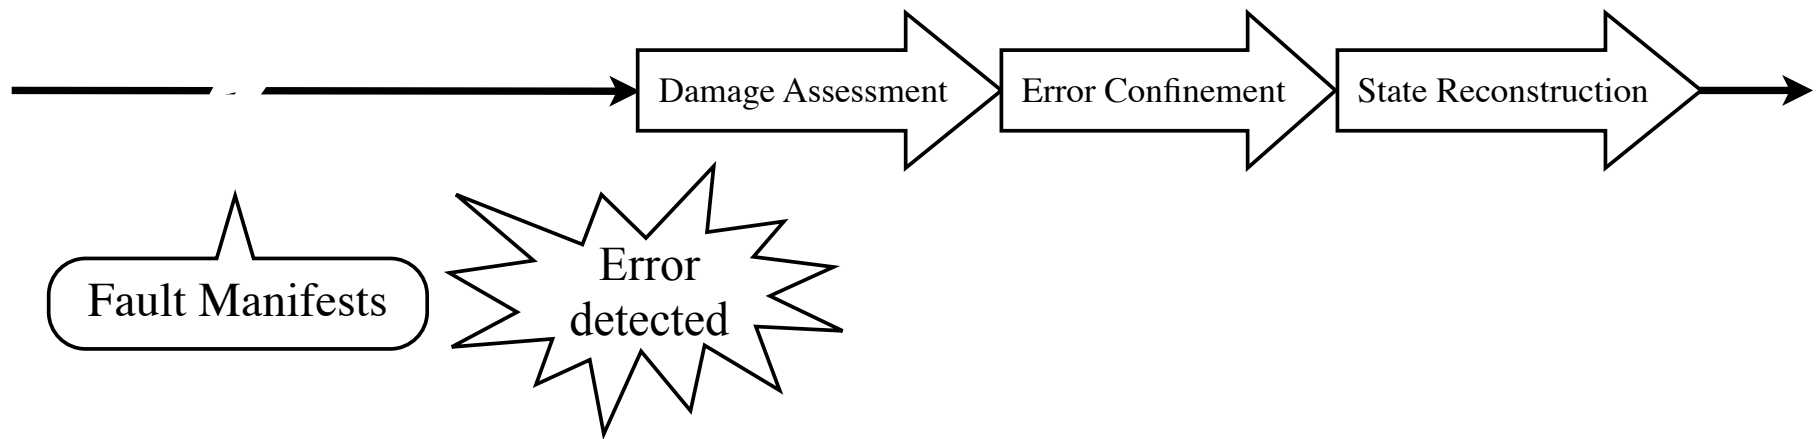 Damage Assessment
Error Confinement
State Reconstruction
Fault Manifests
Error
detected